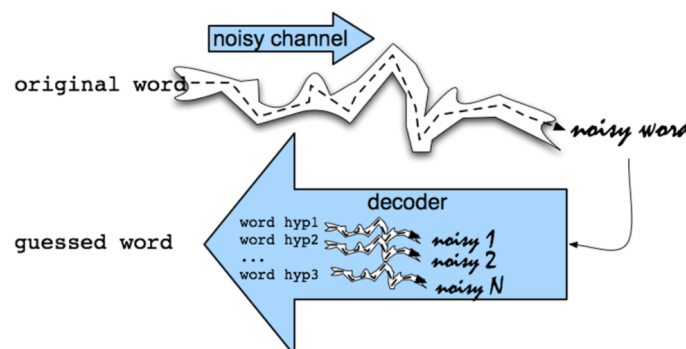 noisy channel
original word
noisy word
decoder
word hyp1
noisy 1
guessed word
word hyp2
noisy 2
...
word hyp3
noisy N